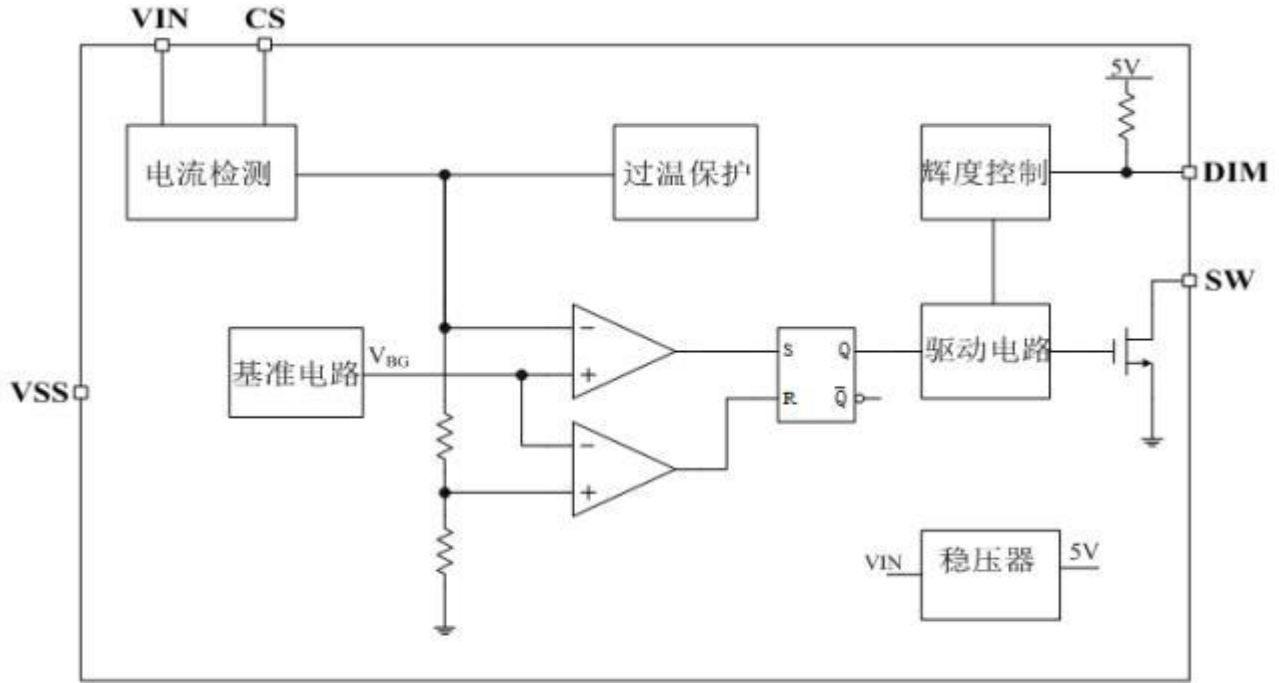 VIN
CS
5V
电流检测
过温保护
辉度控制
DIM
SW
VSS
基准电路
V_BG
−
+
S
Q
R
Q̅
驱动电路
−
+
VIN
稳压器
5V